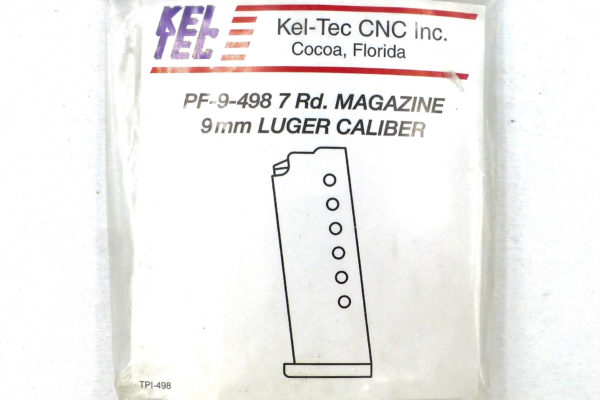 KEL TEC
Kel-Tec CNC Inc.
Cocoa, Florida
PF-9-498 7 Rd. MAGAZINE
9mm LUGER CALIBER
TPI-498